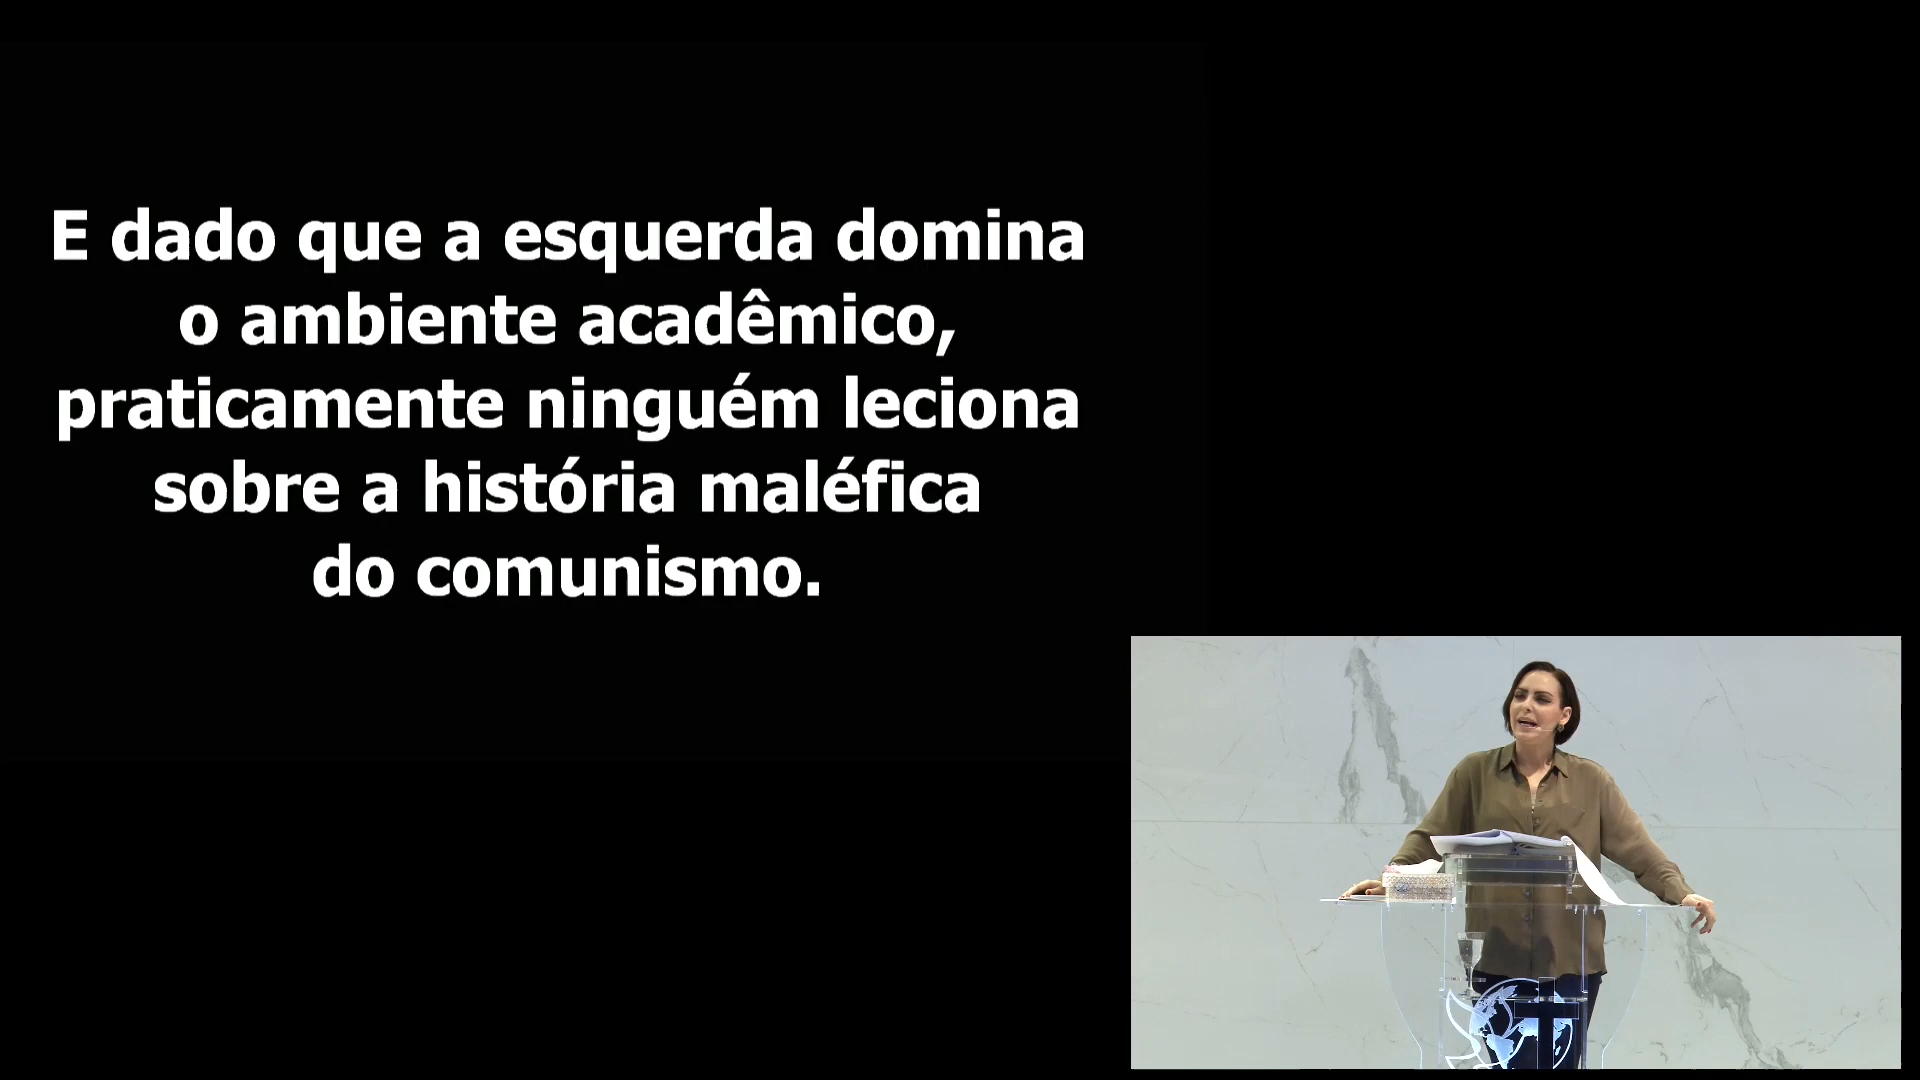 E dado que a esquerda domina
o ambiente acadêmico,
praticamente ninguém leciona
sobre a história maléfica
do comunismo.